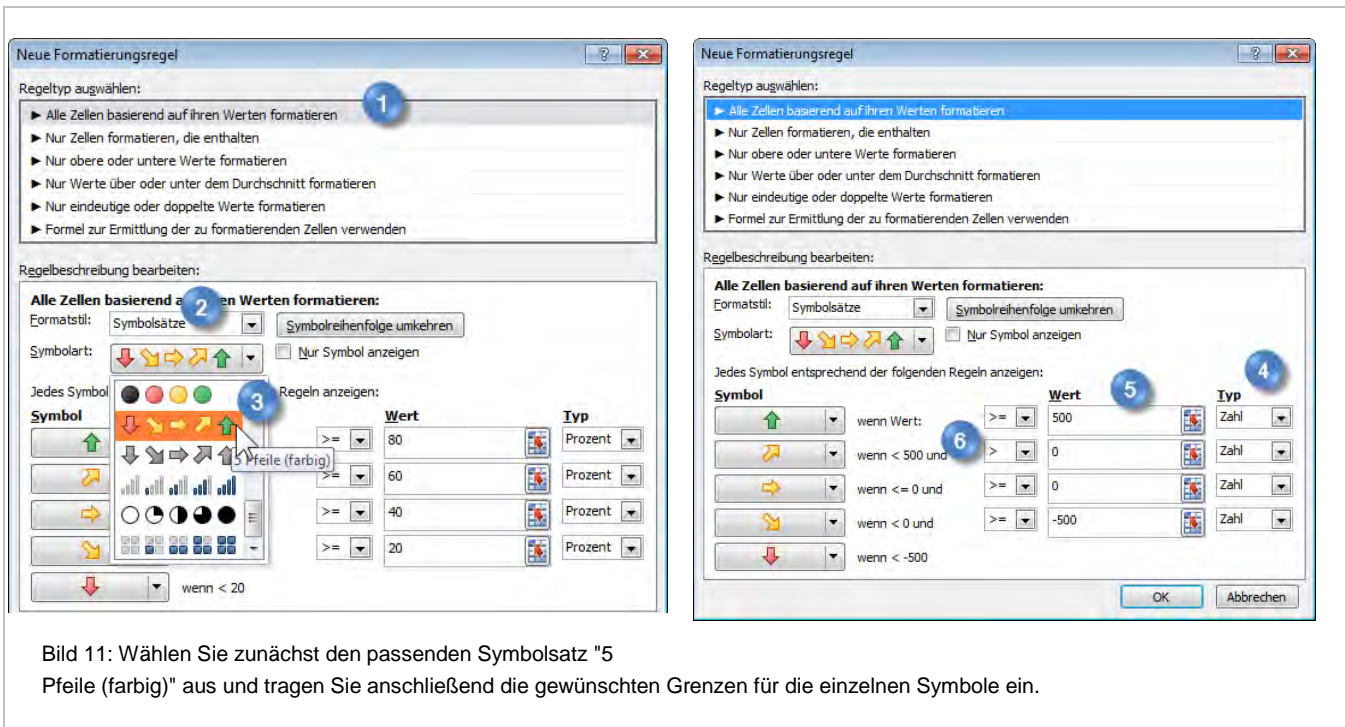 Neue Formatierungsregel
Regeltyp auswählen:
1
► Alle Zellen basierend auf ihren Werten formatieren
► Nur Zellen formatieren, die enthalten
► Nur obere oder untere Werte formatieren
► Nur Werte über oder unter dem Durchschnitt formatieren
► Nur eindeutige oder doppelte Werte formatieren
► Formel zur Ermittlung der zu formatierenden Zellen verwenden
Regelbeschreibung bearbeiten:
Alle Zellen basierend a 2 en Werten formatieren:
Formatstil: Symbolsätze Symbolreihenfolge umkehren
Symbolart: Nur Symbol anzeigen
Jedes Symbol 3 Regeln anzeigen:
Symbol Wert Typ
>= 80 Prozent
5 Pfeile (farbig)
>= 60 Prozent
>= 40 Prozent
>= 20 Prozent
wenn < 20
Neue Formatierungsregel
Regeltyp auswählen:
► Alle Zellen basierend auf ihren Werten formatieren
► Nur Zellen formatieren, die enthalten
► Nur obere oder untere Werte formatieren
► Nur Werte über oder unter dem Durchschnitt formatieren
► Nur eindeutige oder doppelte Werte formatieren
► Formel zur Ermittlung der zu formatierenden Zellen verwenden
Regelbeschreibung bearbeiten:
Alle Zellen basierend auf ihren Werten formatieren:
Formatstil: Symbolsätze Symbolreihenfolge umkehren
Symbolart: Nur Symbol anzeigen
Jedes Symbol entsprechend der folgenden Regeln anzeigen:
4
5
Symbol Wert Typ
wenn Wert: >= 500 Zahl
6
wenn < 500 und > 0 Zahl
wenn <= 0 und >= 0 Zahl
wenn < 0 und >= -500 Zahl
wenn < -500
OK Abbrechen
Bild 11: Wählen Sie zunächst den passenden Symbolsatz "5
Pfeile (farbig)" aus und tragen Sie anschließend die gewünschten Grenzen für die einzelnen Symbole ein.